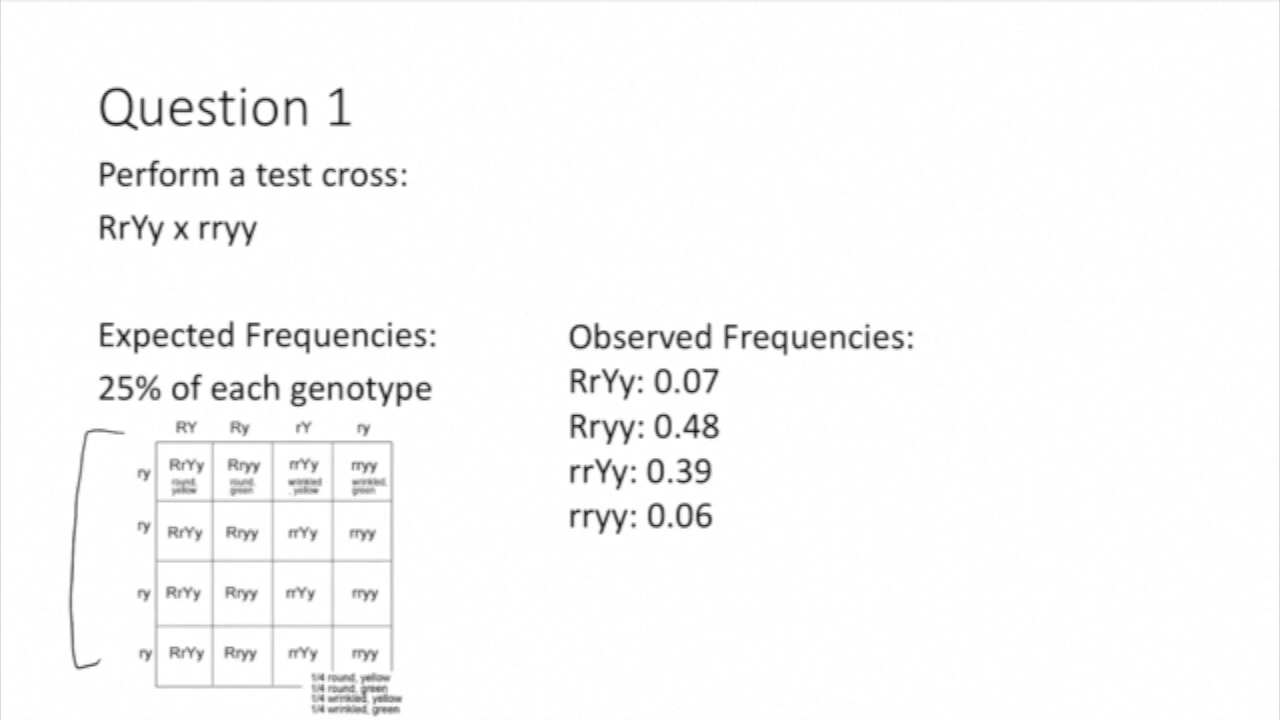 Question 1
Perform a test cross:
RrYy x rryy
Expected Frequencies:
25% of each genotype
RY Ry rY ry
ry RrYy Rryy rrYy rryy
round, yellow round, green wrinkled, yellow wrinkled, green
ry RrYy Rryy rrYy rryy
ry RrYy Rryy rrYy rryy
ry RrYy Rryy rrYy rryy
1/4 round, yellow
1/4 round, green
1/4 wrinkled, yellow
1/4 wrinkled, green
Observed Frequencies:
RrYy: 0.07
Rryy: 0.48
rrYy: 0.39
rryy: 0.06